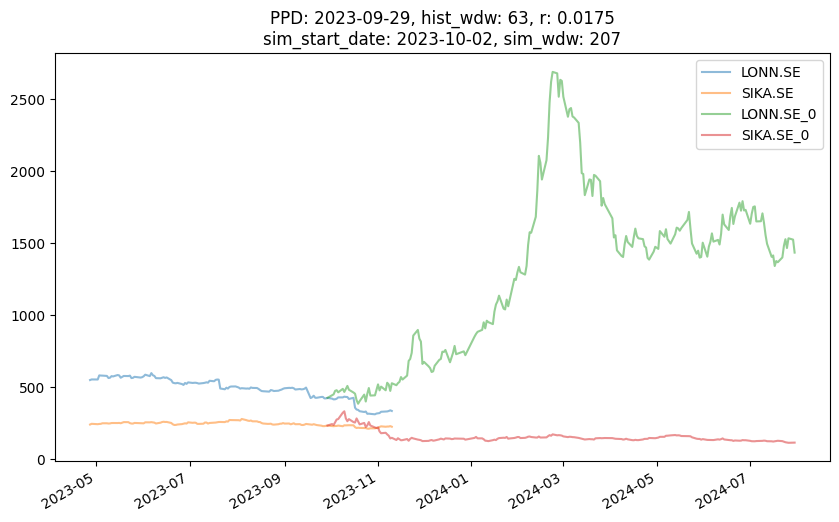 PPD: 2023-09-29, hist_wdw: 63, r: 0.0175
sim_start_date: 2023-10-02, sim_wdw: 207
LONN.SE
SIKA.SE
LONN.SE_0
SIKA.SE_0
2500
2000
1500
1000
500
0
2023-05
2023-07
2023-09
2023-11
2024-01
2024-03
2024-05
2024-07